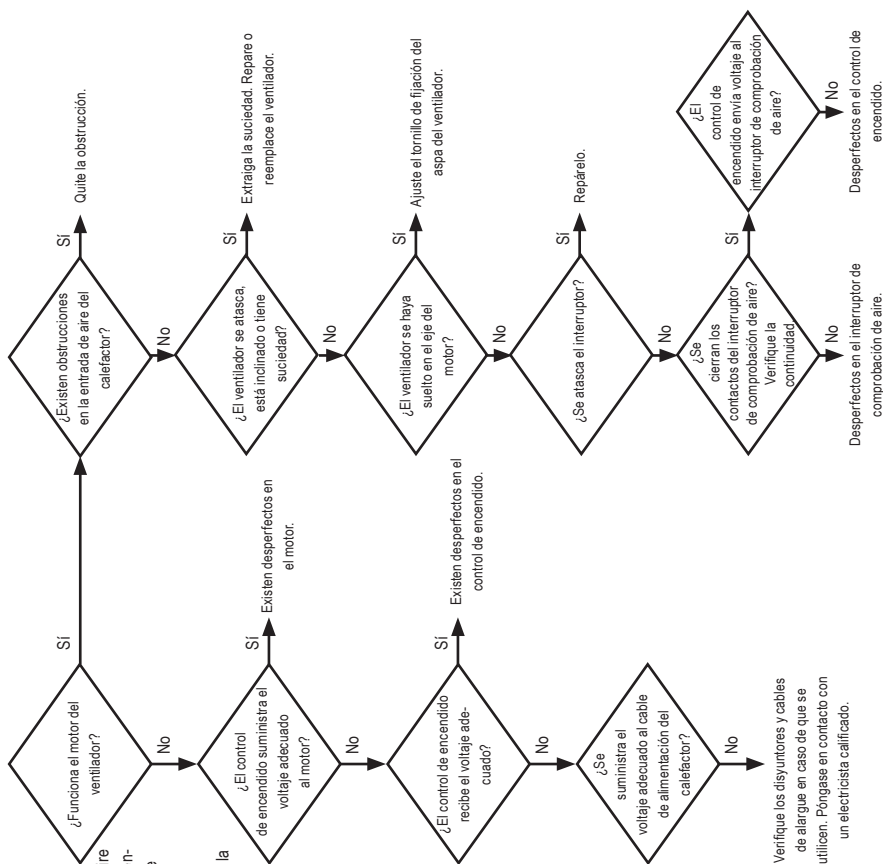 ire
en-
e
la
¿Funciona el motor del
ventilador?
Sí
No
¿El control
de encendido suministra el
voltaje adecuado
al motor?
Sí
Existen desperfectos en
el motor.
No
¿El control de encendido
recibe el voltaje ade-
cuado?
Sí
Existen desperfectos en el
control de encendido.
No
¿Se
suministra el
voltaje adecuado al cable
de alimentación del
calefactor?
No
Verifique los disyuntores y cables
de alargue en caso de que se
utilicen. Póngase en contacto con
un electricista calificado.
¿Existen obstrucciones
en la entrada de aire del
calefactor?
Sí
Quite la obstrucción.
No
¿El ventilador se atasca,
está inclinado o tiene
suciedad?
Sí
Extraiga la suciedad. Repare o
reemplace el ventilador.
No
¿El ventilador se haya
suelto en el eje del
motor?
Sí
Ajuste el tornillo de fijación del
aspa del ventilador.
No
¿Se atasca el interruptor?
Sí
Repárelo.
No
¿Se
cierran los
contactos del interruptor
de comprobación de aire?
Verifique la
continuidad
Sí
No
Desperfectos en el interruptor de
comprobación de aire.
¿El
control de
encendido envía voltaje al
interruptor de comprobación
de aire?
No
Desperfectos en el control de
encendido.